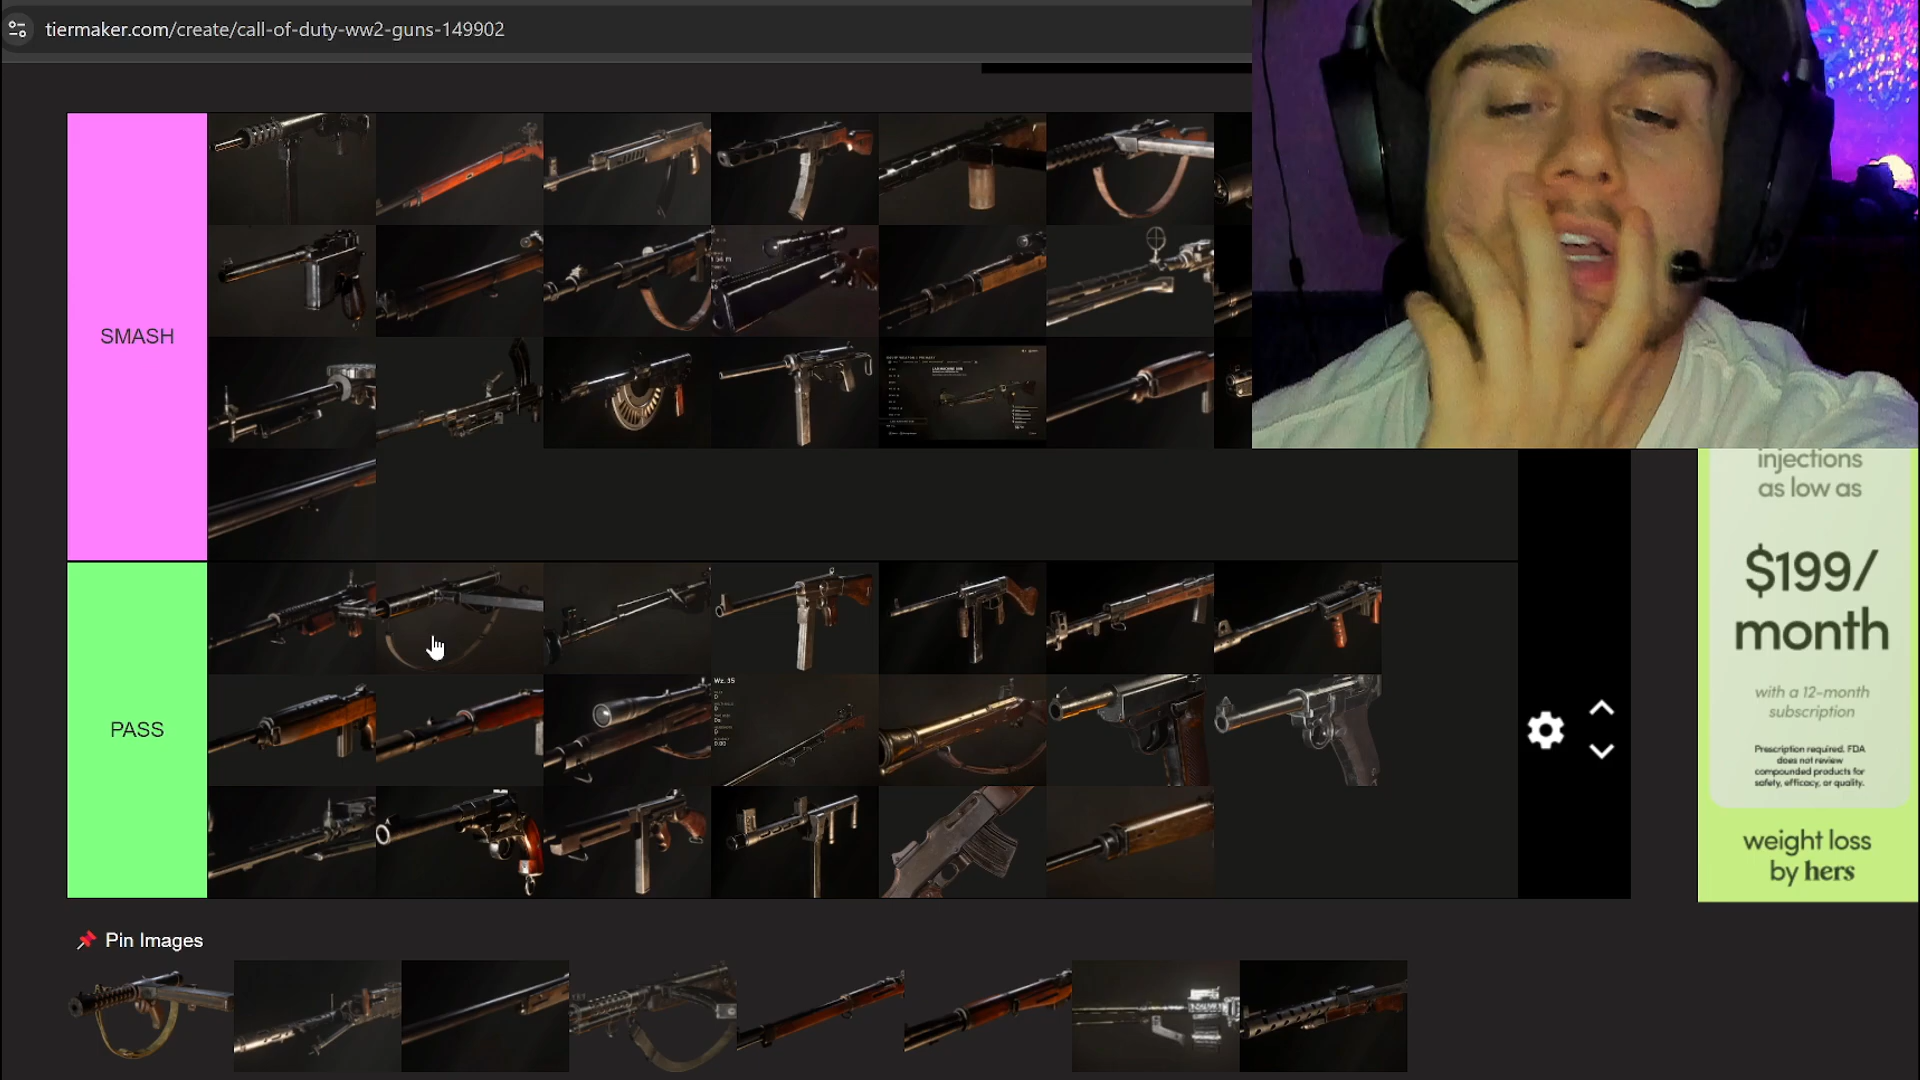 tiermaker.com/create/call-of-duty-ww2-guns-149902
SMASH
PASS
Wz. 35
0.00
Pin Images
injections
as low as
$199/
month
with a 12-month
subscription
Prescription required. FDA
does not review
compounded products for
safety, efficacy, or quality.
weight loss
by hers